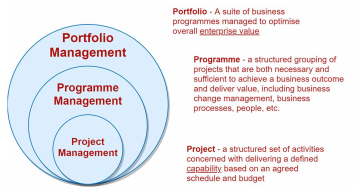 Portfolio
Management
Programme
Management
Project
Management
Portfolio - A suite of business
programmes managed to optimise
overall enterprise value
Programme - a structured grouping of
projects that are both necessary and
sufficient to achieve a business outcome
and deliver value, including business
change management, business
processes, people, etc.
Project - a structured set of activities
concerned with delivering a defined
capability based on an agreed
schedule and budget